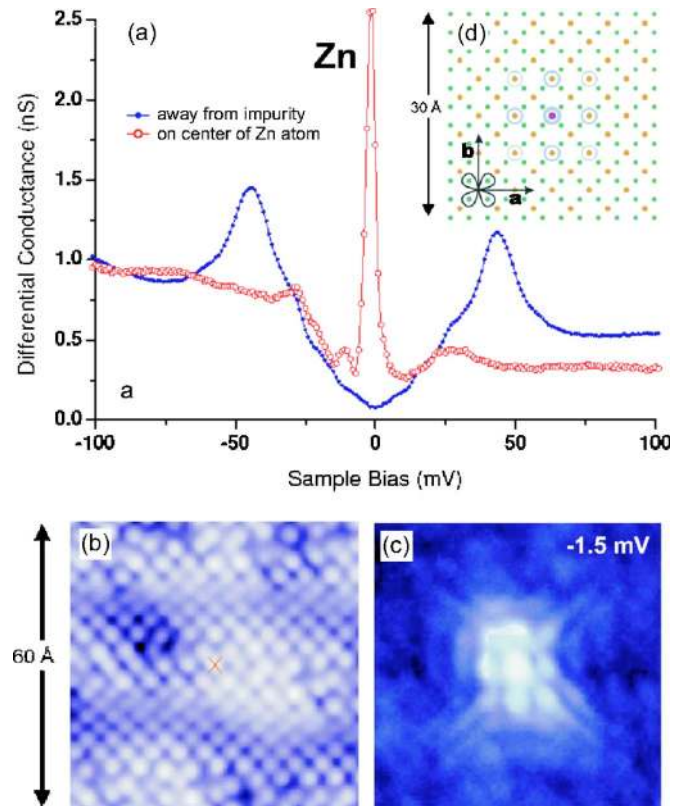 (a)
Zn
away from impurity
on center of Zn atom
Differential Conductance (nS)
2.5
2.0
1.5
1.0
0.5
0.0
a
-100
-50
0
50
100
Sample Bias (mV)
(d)
30 Å
b
a
(b)
60 Å
(c)
-1.5 mV